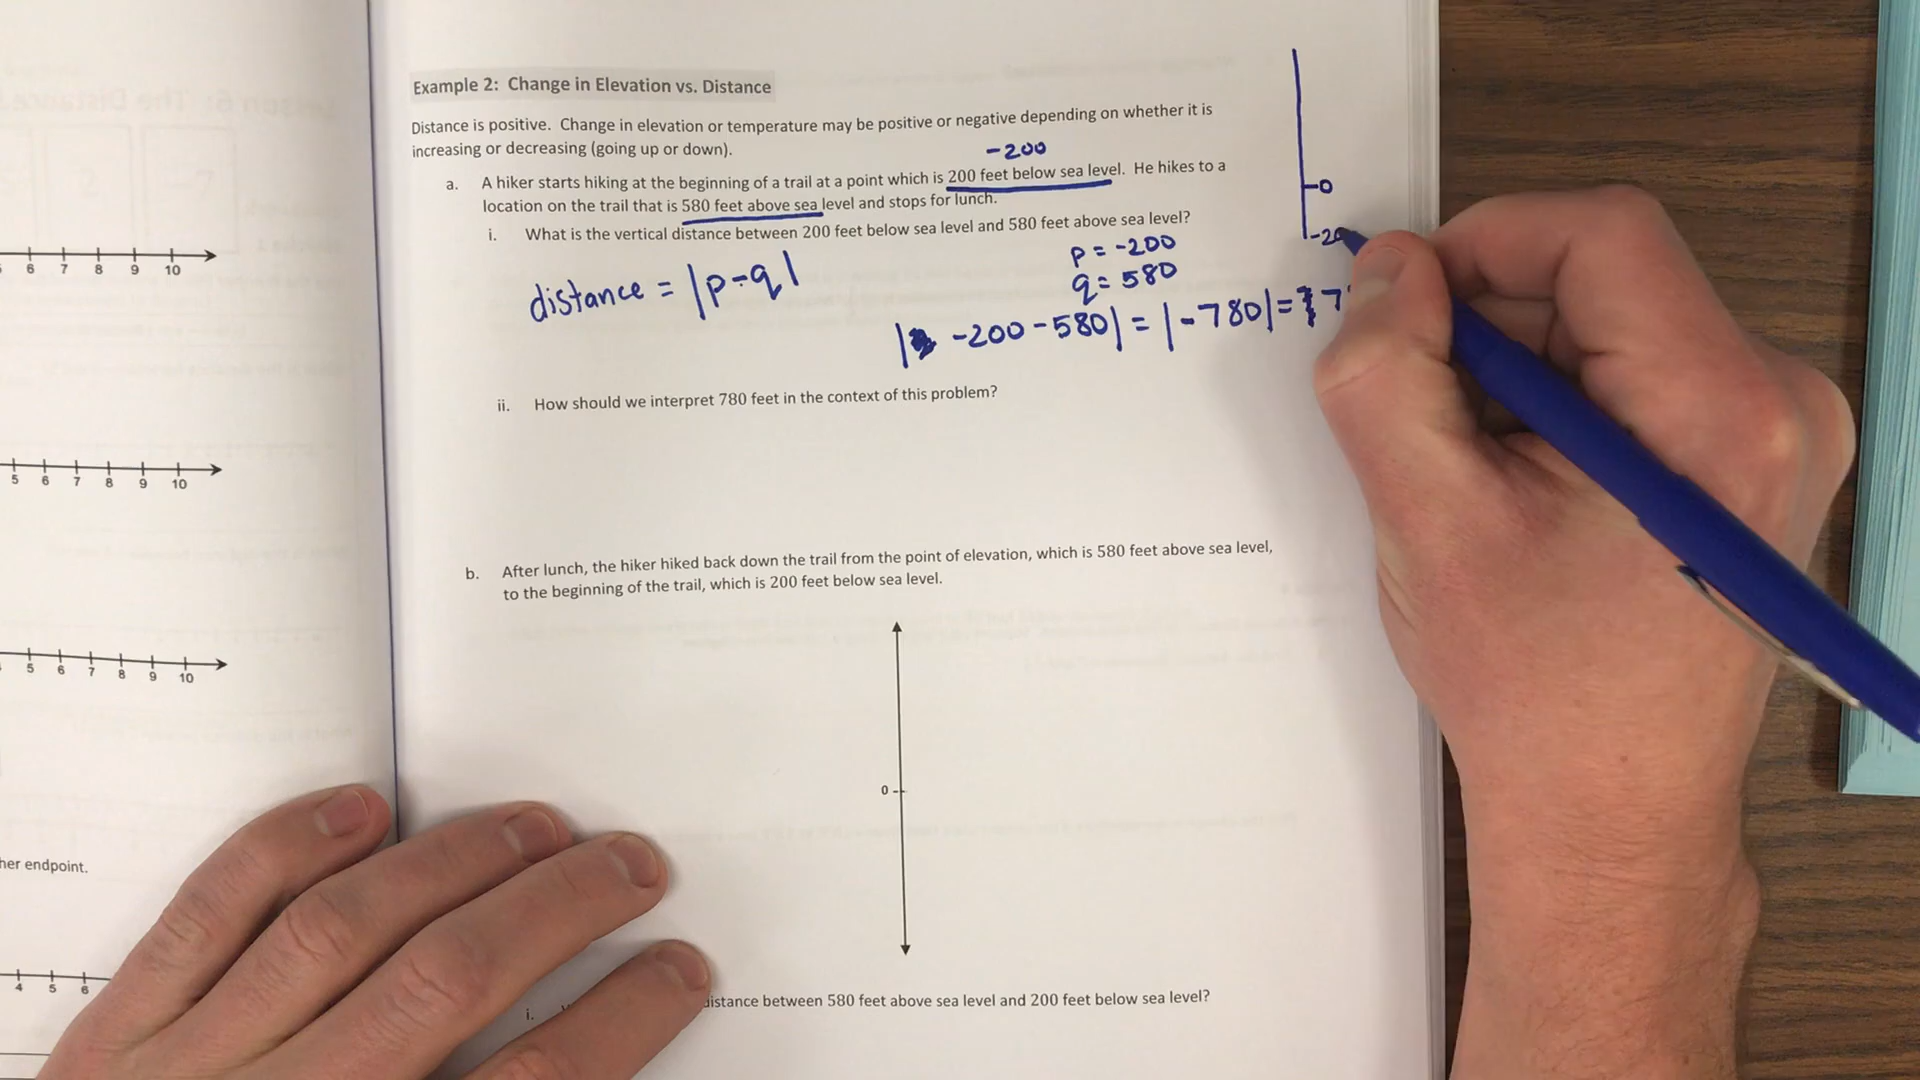 Example 2: Change in Elevation vs. Distance
Distance is positive. Change in elevation or temperature may be positive or negative depending on whether it is
increasing or decreasing (going up or down).
-200
a. A hiker starts hiking at the beginning of a trail at a point which is 200 feet below sea level. He hikes to a
location on the trail that is 580 feet above sea level and stops for lunch.
i. What is the vertical distance between 200 feet below sea level and 580 feet above sea level?
distance = |p-q|
p = -200
q = 580
| -200 - 580| = |-780| = 7
0
-20
ii. How should we interpret 780 feet in the context of this problem?
b. After lunch, the hiker hiked back down the trail from the point of elevation, which is 580 feet above sea level,
to the beginning of the trail, which is 200 feet below sea level.
0
i. distance between 580 feet above sea level and 200 feet below sea level?
6 7 8 9 10
5 6 7 8 9 10
5 6 7 8 9 10
her endpoint.
4 5 6